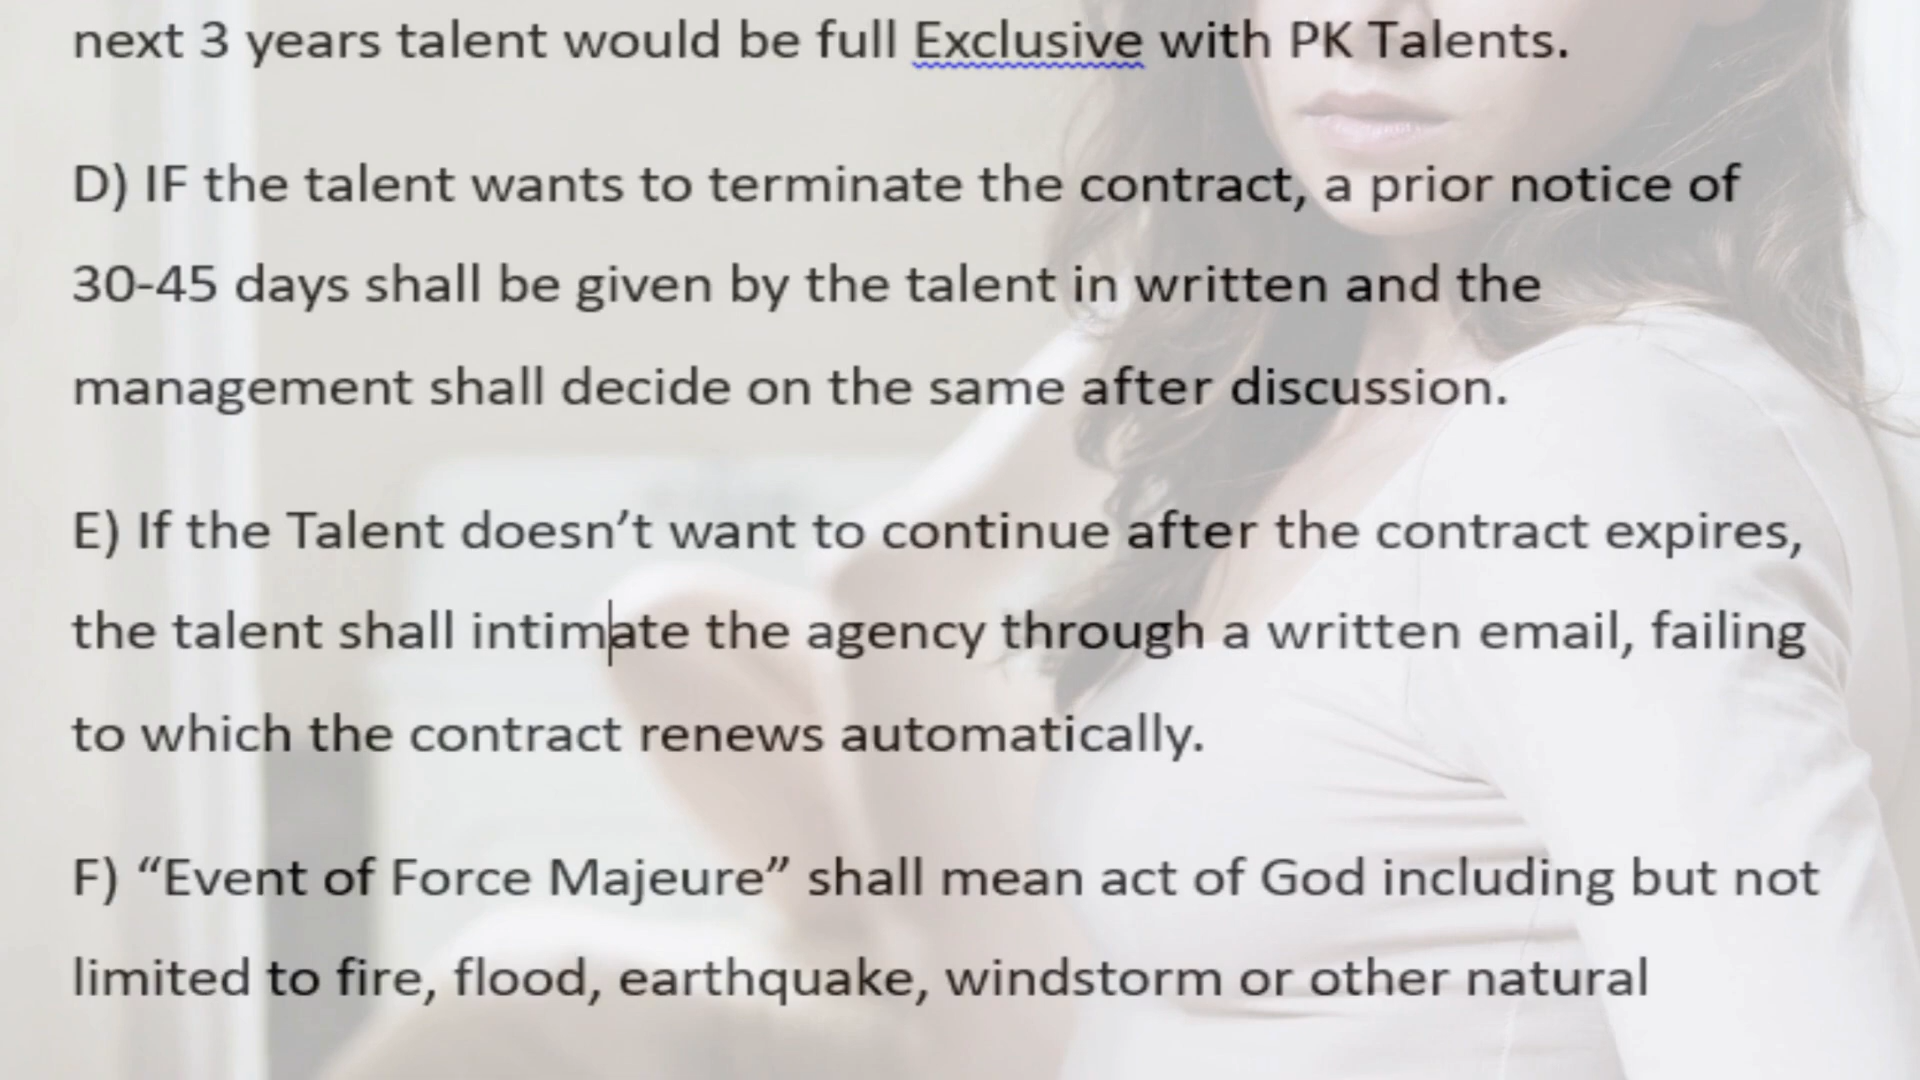 next 3 years talent would be full Exclusive with PK Talents.
D) IF the talent wants to terminate the contract, a prior notice of
30-45 days shall be given by the talent in written and the
management shall decide on the same after discussion.
E) If the Talent doesn’t want to continue after the contract expires,
the talent shall intimate the agency through a written email, failing
to which the contract renews automatically.
F) “Event of Force Majeure” shall mean act of God including but not
limited to fire, flood, earthquake, windstorm or other natural